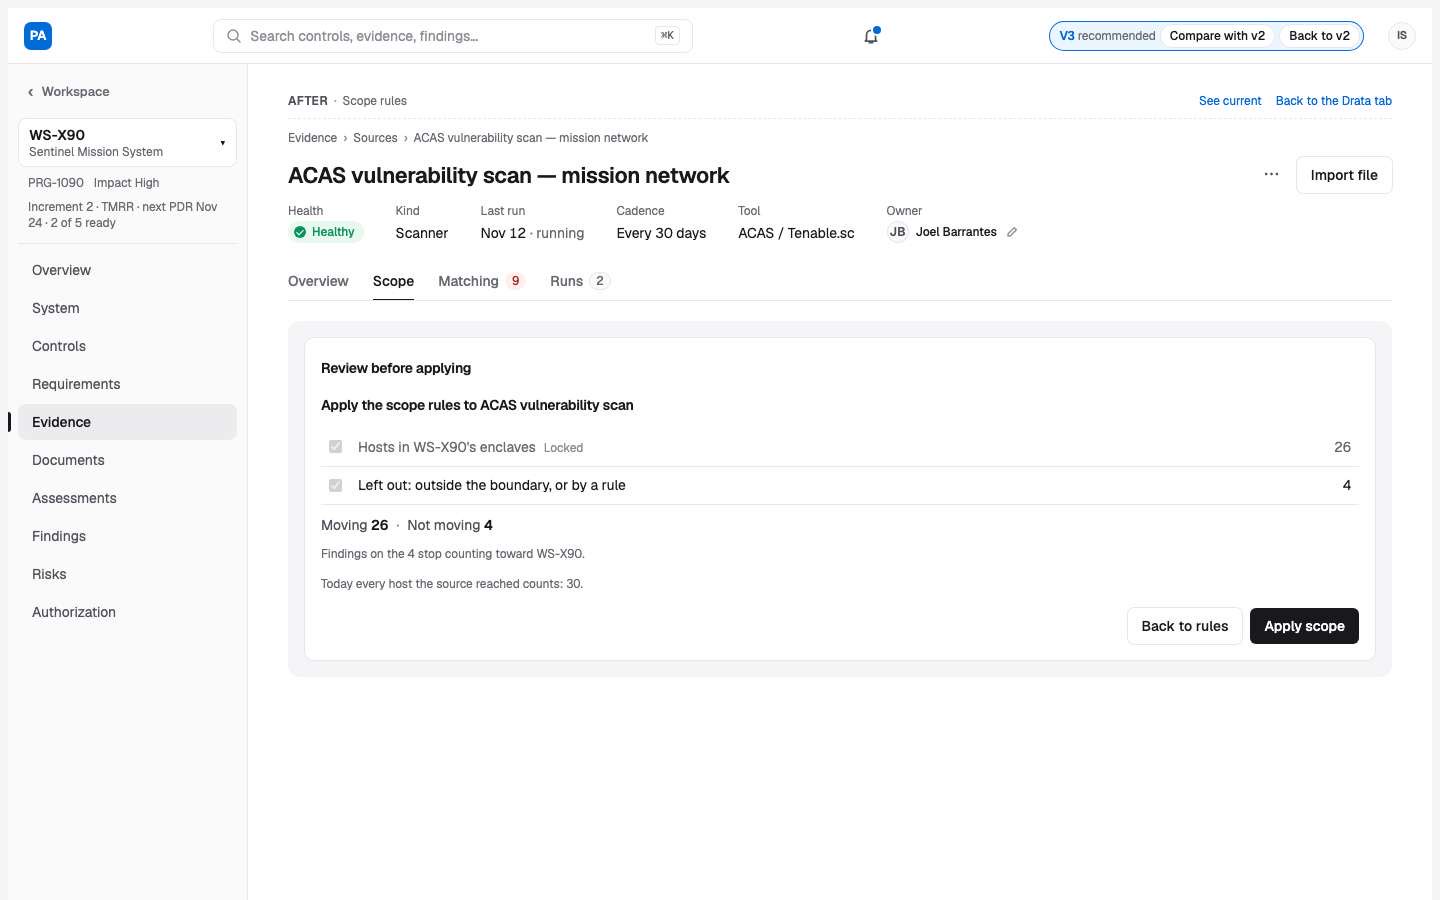 PA
Search controls, evidence, findings...
⌘K
V3 recommended
Compare with v2
Back to v2
IS
‹ Workspace
WS-X90
Sentinel Mission System
PRG-1090 Impact High
Increment 2 · TMRR · next PDR Nov
24 · 2 of 5 ready
Overview
System
Controls
Requirements
Evidence
Documents
Assessments
Findings
Risks
Authorization
AFTER · Scope rules
See current
Back to the Drata tab
Evidence › Sources › ACAS vulnerability scan — mission network
ACAS vulnerability scan — mission network
Import file
Health
Healthy
Kind
Scanner
Last run
Nov 12 · running
Cadence
Every 30 days
Tool
ACAS / Tenable.sc
Owner
JB Joel Barrantes
Overview
Scope
Matching 9
Runs 2
Review before applying
Apply the scope rules to ACAS vulnerability scan
Hosts in WS-X90's enclaves Locked 26
Left out: outside the boundary, or by a rule 4
Moving 26 · Not moving 4
Findings on the 4 stop counting toward WS-X90.
Today every host the source reached counts: 30.
Back to rules
Apply scope